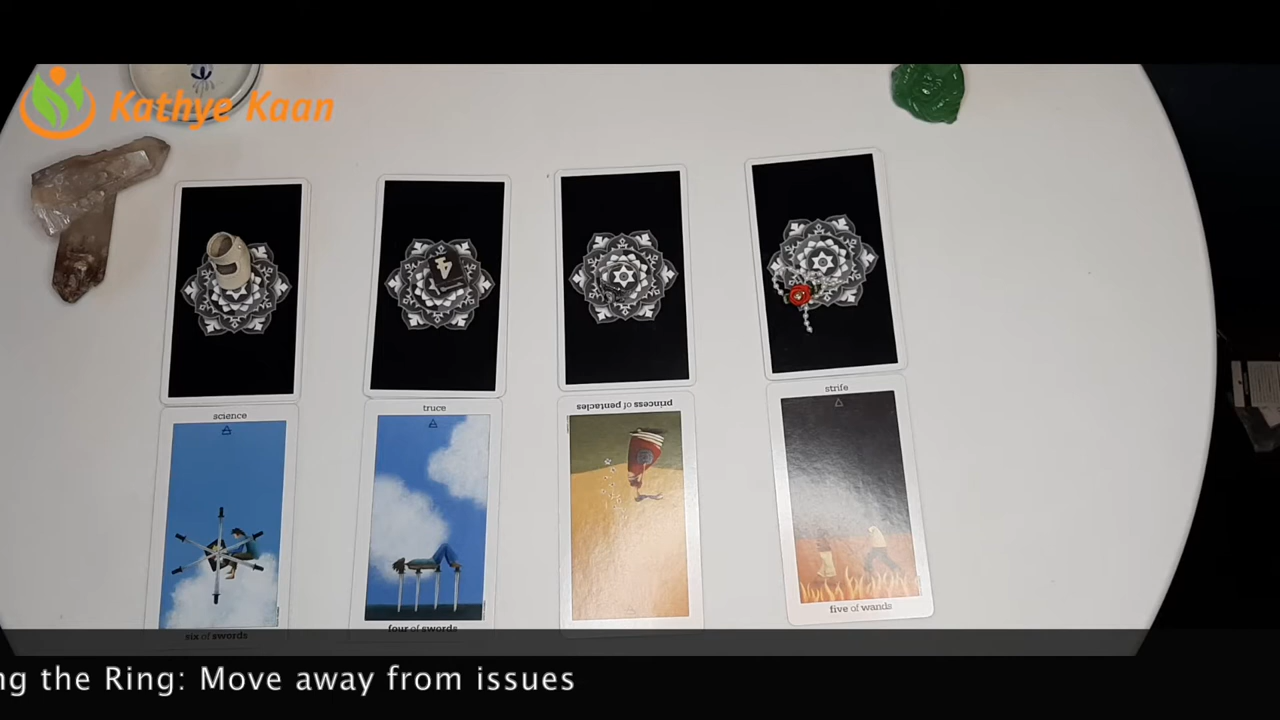 Kathye Kaan
4
science
truce
princess of pentacles
strife
six of swords
four of swords
five of wands
ng the Ring: Move away from issues